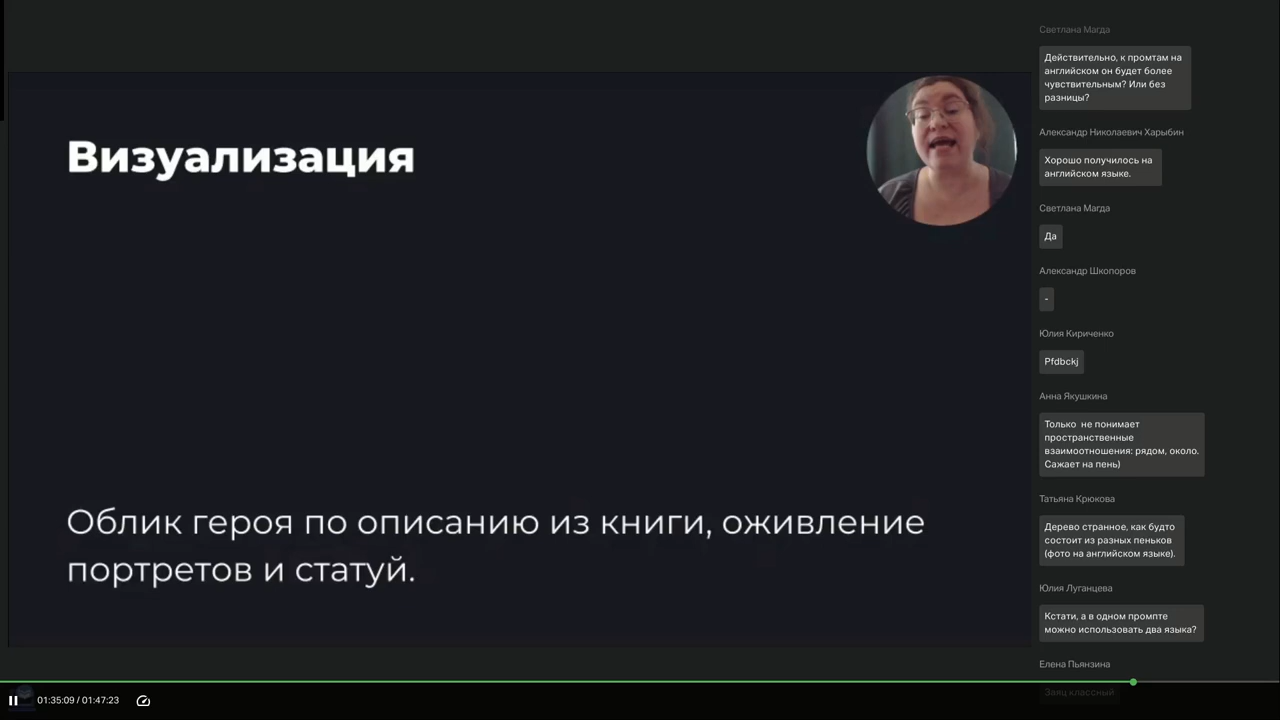 Визуализация
Облик героя по описанию из книги, оживление
портретов и статуй.
Светлана Магда
Действительно, к промтам на
английском он будет более
чувствительным? Или без
разницы?
Александр Николаевич Харыбин
Хорошо получилось на
английском языке.
Светлана Магда
Да
Александр Шкопоров
-
Юлия Кириченко
Pfdbckj
Анна Якушкина
Только  не понимает
пространственные
взаимоотношения: рядом, около.
Сажает на пень)
Татьяна Крюкова
Дерево странное, как будто
состоит из разных пеньков
(фото на английском языке).
Юлия Луганцева
Кстати, а в одном промпте
можно использовать два языка?
Елена Пьянзина
Заяц классный
01:35:09 / 01:47:23